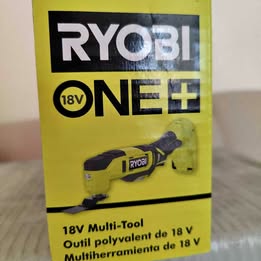 RYOBI
18V ONE+
RYOBI
18V Multi-Tool
Outil polyvalent de 18 V
Multiherramienta de 18 V